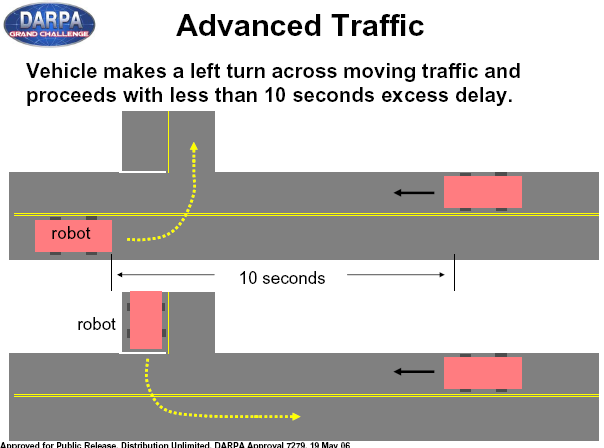 DARPA
GRAND CHALLENGE
Advanced Traffic
Vehicle makes a left turn across moving traffic and
proceeds with less than 10 seconds excess delay.
robot
10 seconds
robot
Approved for Public Release, Distribution Unlimited, DARPA Approval 7279, 19 May 06